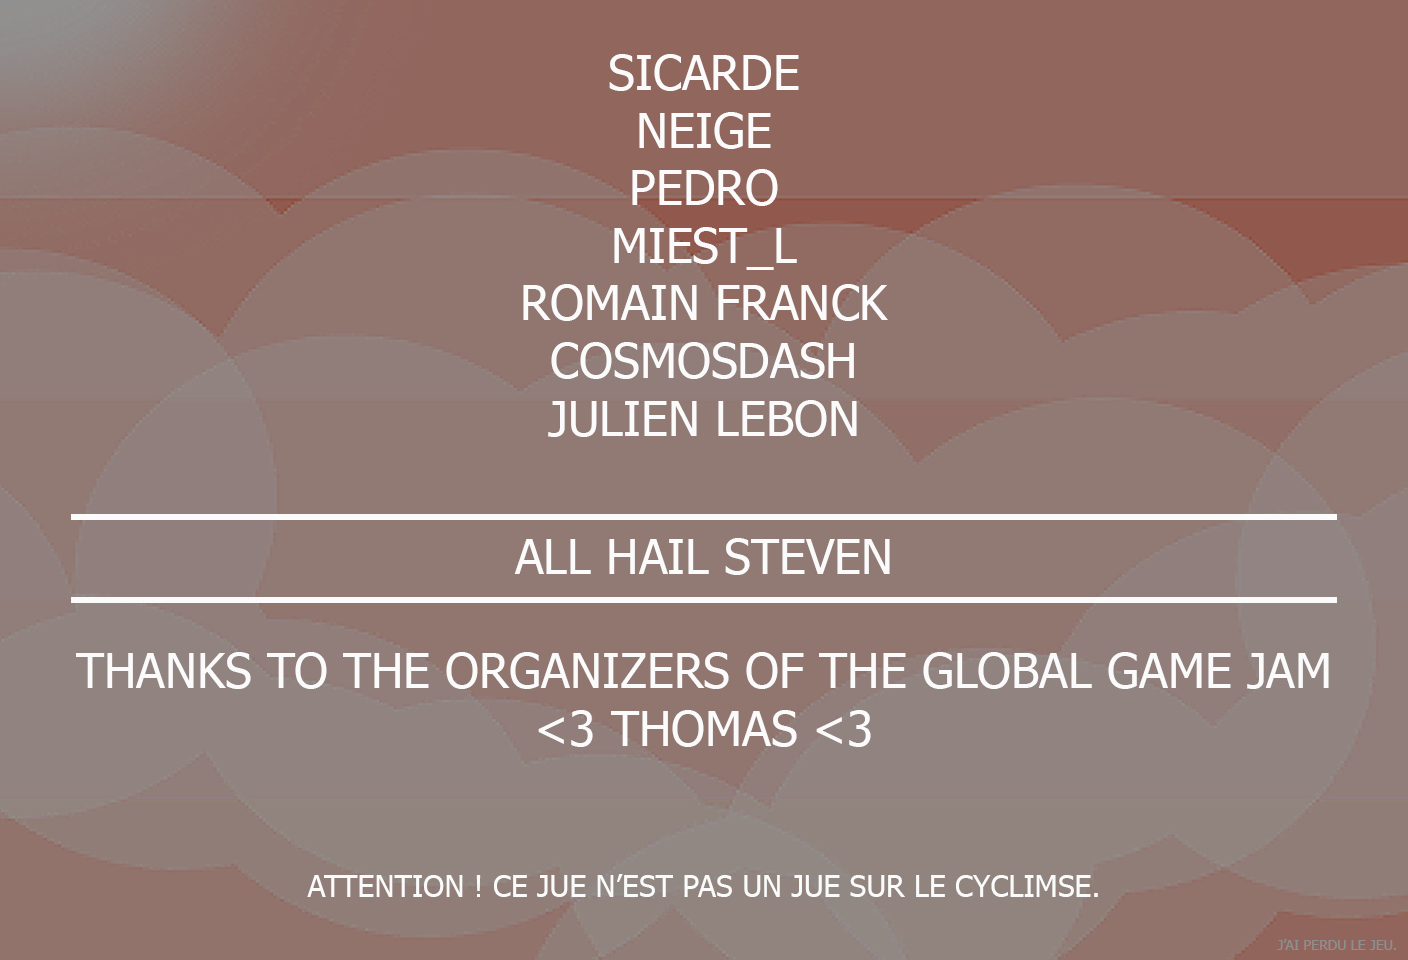 SICARDE
NEIGE
PEDRO
MIEST_L
ROMAIN FRANCK
COSMOSDASH
JULIEN LEBON
ALL HAIL STEVEN
THANKS TO THE ORGANIZERS OF THE GLOBAL GAME JAM
<3 THOMAS <3
ATTENTION ! CE JUE N’EST PAS UN JUE SUR LE CYCLIMSE.
J’AI PERDU LE JEU.